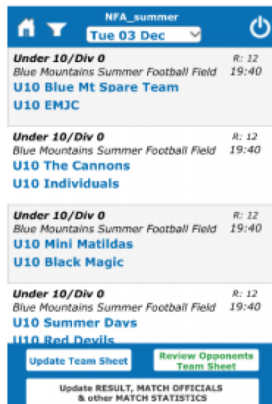 NFA_summer
Tue 03 Dec
Under 10/Div 0 R: 12
Blue Mountains Summer Football Field 19:40
U10 Blue Mt Spare Team
U10 EMJC
Under 10/Div 0 R: 12
Blue Mountains Summer Football Field 19:40
U10 The Cannons
U10 Individuals
Under 10/Div 0 R: 12
Blue Mountains Summer Football Field 19:40
U10 Mini Matildas
U10 Black Magic
Under 10/Div 0 R: 12
Blue Mountains Summer Football Field 19:40
U10 Summer Days
U10 Red Devils
Update Team Sheet
Review Opponents
Team Sheet
Update RESULT, MATCH OFFICIALS
& other MATCH STATISTICS